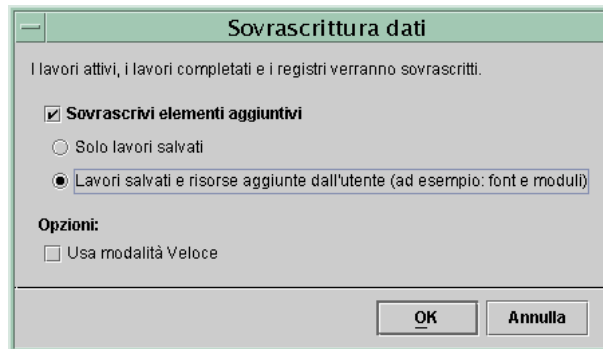 Sovrascrittura dati
I lavori attivi, i lavori completati e i registri verranno sovrascritti.
Sovrascrivi elementi aggiuntivi
Solo lavori salvati
Lavori salvati e risorse aggiunte dall'utente (ad esempio: font e moduli)
Opzioni:
Usa modalità Veloce
OK
Annulla